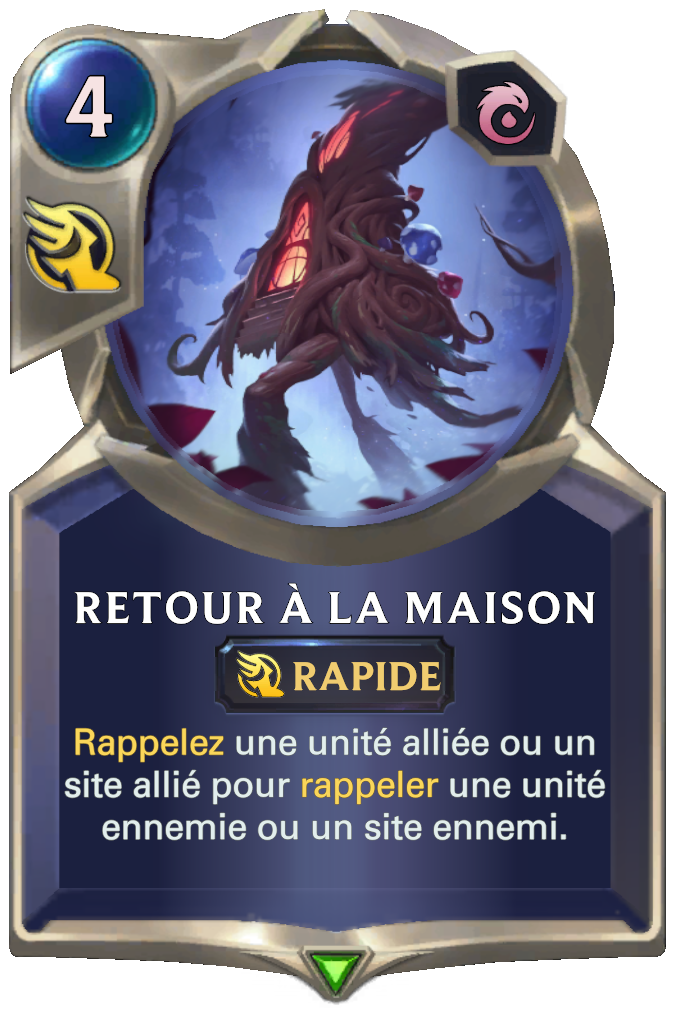 4
RETOUR À LA MAISON
RAPIDE
Rappelez une unité alliée ou un
site allié pour rappeler une unité
ennemie ou un site ennemi.